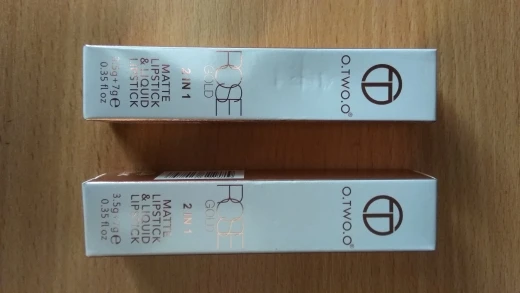 O.TWO.O®
ROSE
GOLD
2 IN 1
MATTE
LIPSTICK
& LIQUID
LIPSTICK
3.5g+7g℮
0.35 fl oz
O.TWO.O®
ROSE
GOLD
2 IN 1
MATTE
LIPSTICK
& LIQUID
LIPSTICK
3.5g+7g℮
0.35 fl oz